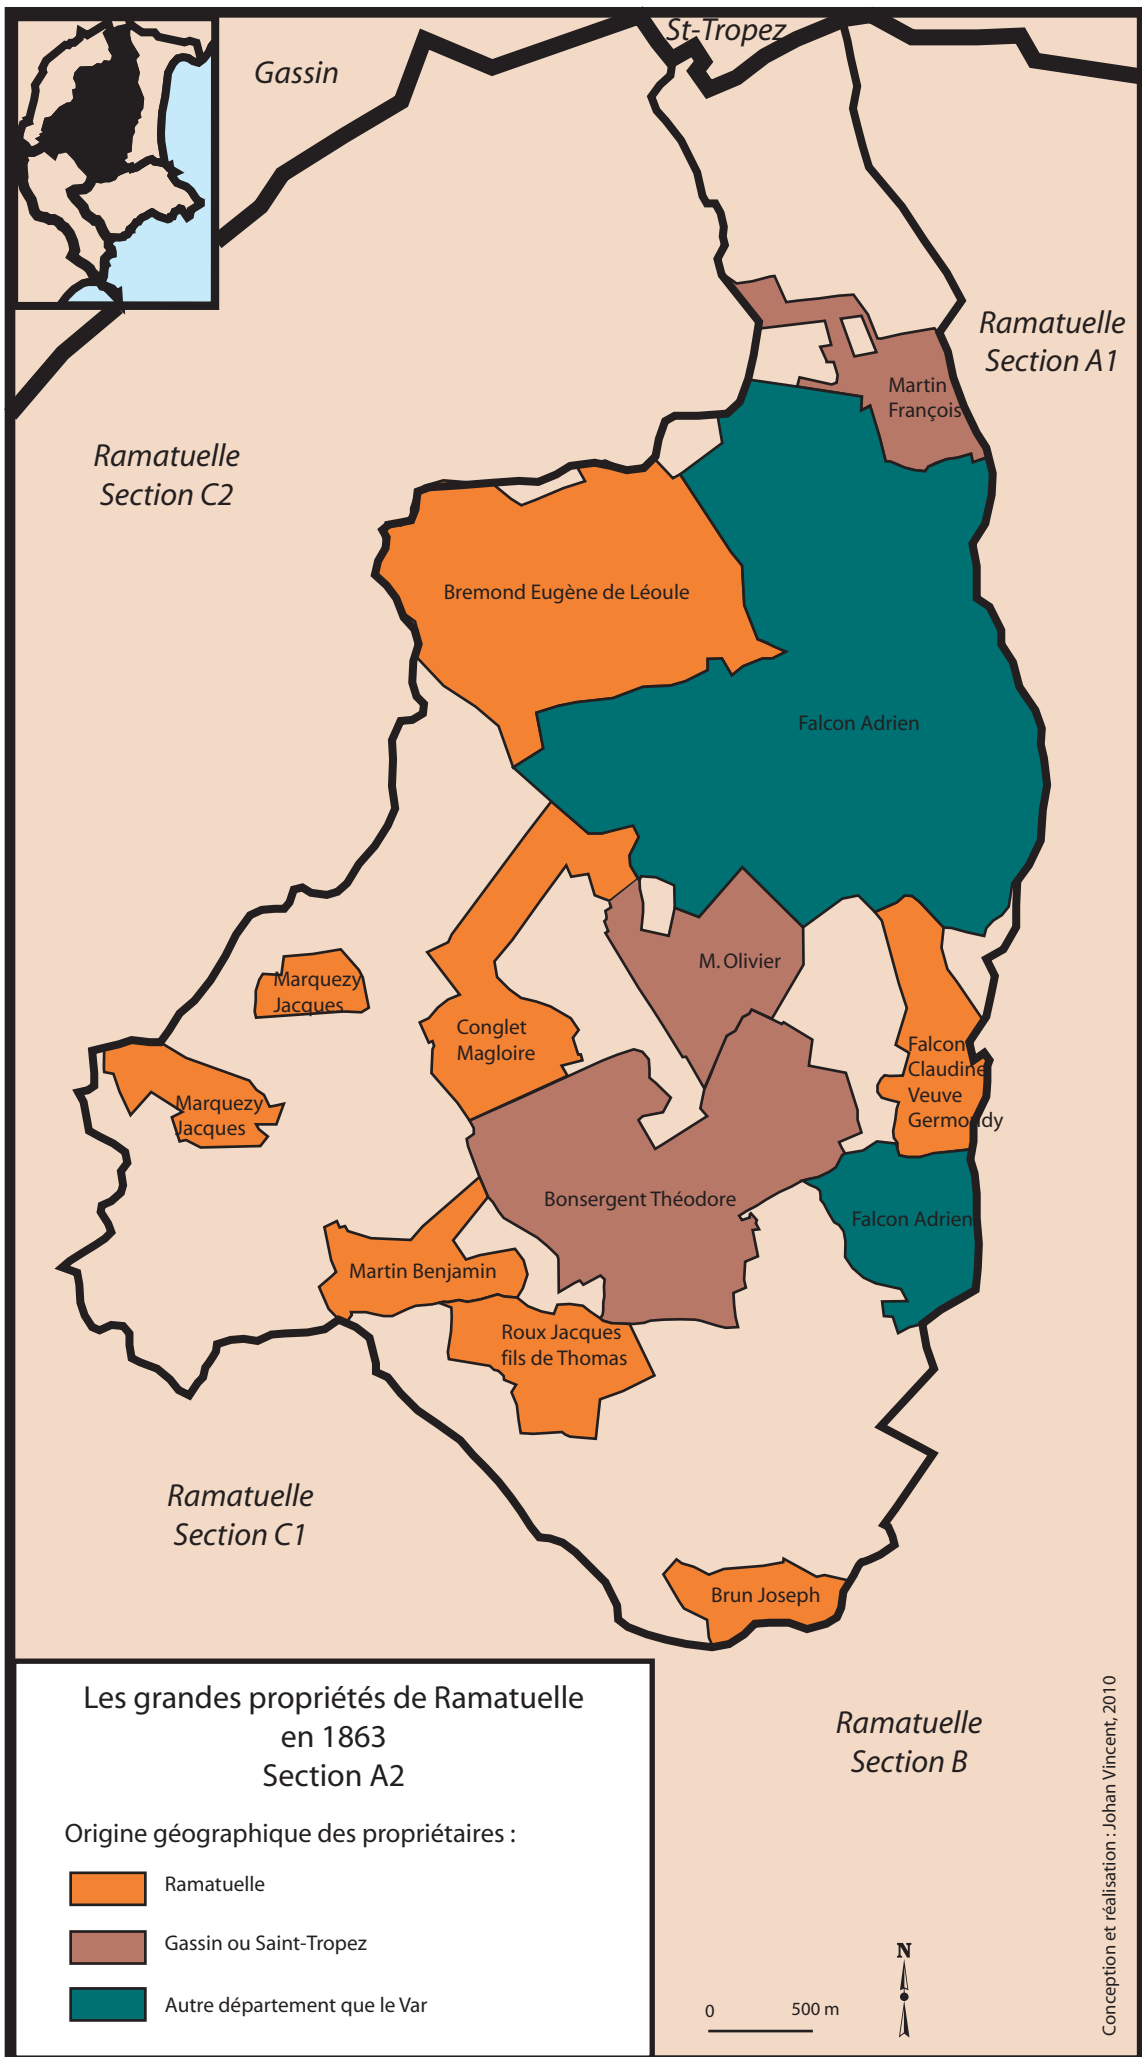 St-Tropez
Gassin
Ramatuelle
Section A1
Martin
François
Ramatuelle
Section C2
Bremond Eugène de Léoule
Falcon Adrien
M. Olivier
Marquezy
Jacques
Conglet
Magloire
Falcon
Claudine
Veuve
Germondy
Marquezy
Jacques
Bonsergent Théodore
Falcon Adrien
Martin Benjamin
Roux Jacques
fils de Thomas
Ramatuelle
Section C1
Brun Joseph
Ramatuelle
Section B
Les grandes propriétés de Ramatuelle
en 1863
Section A2
Origine géographique des propriétaires :
Ramatuelle
Gassin ou Saint-Tropez
Autre département que le Var
0 500 m
N
Conception et réalisation : Johan Vincent, 2010